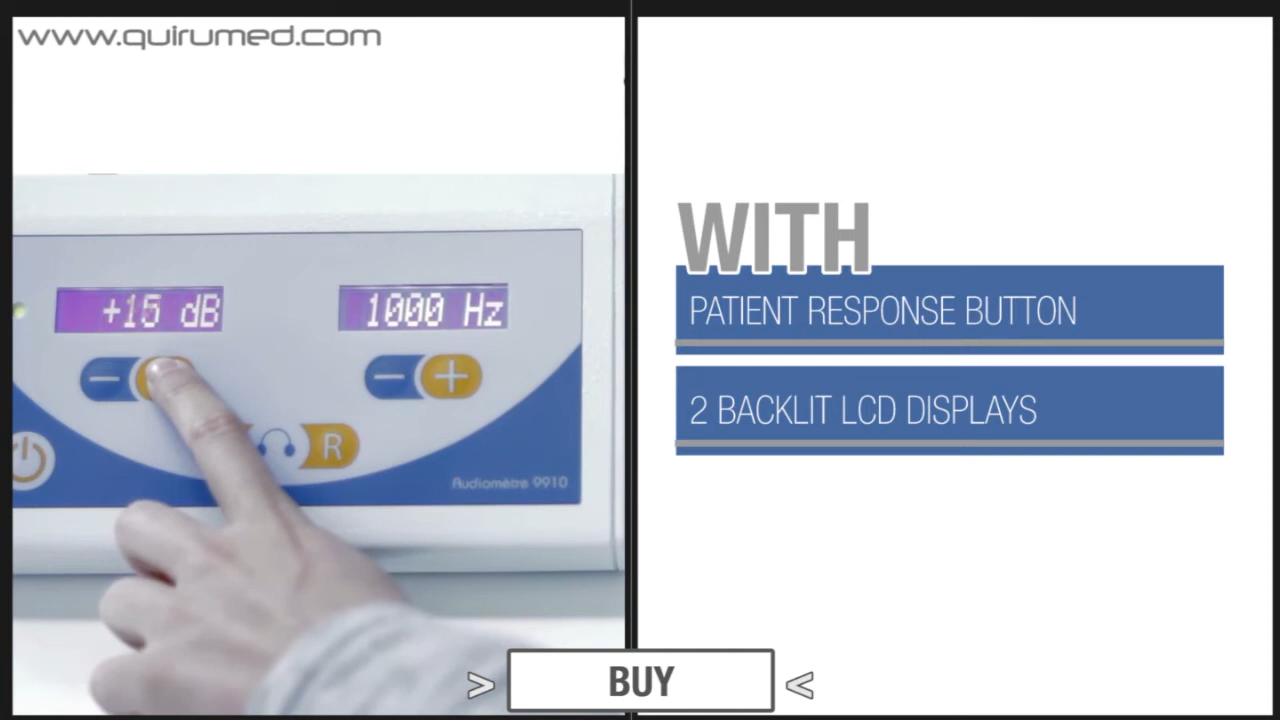 www.quirumed.com
+15 dB
1000 Hz
R
Audiomètre 9910
WITH
PATIENT RESPONSE BUTTON
2 BACKLIT LCD DISPLAYS
> BUY <